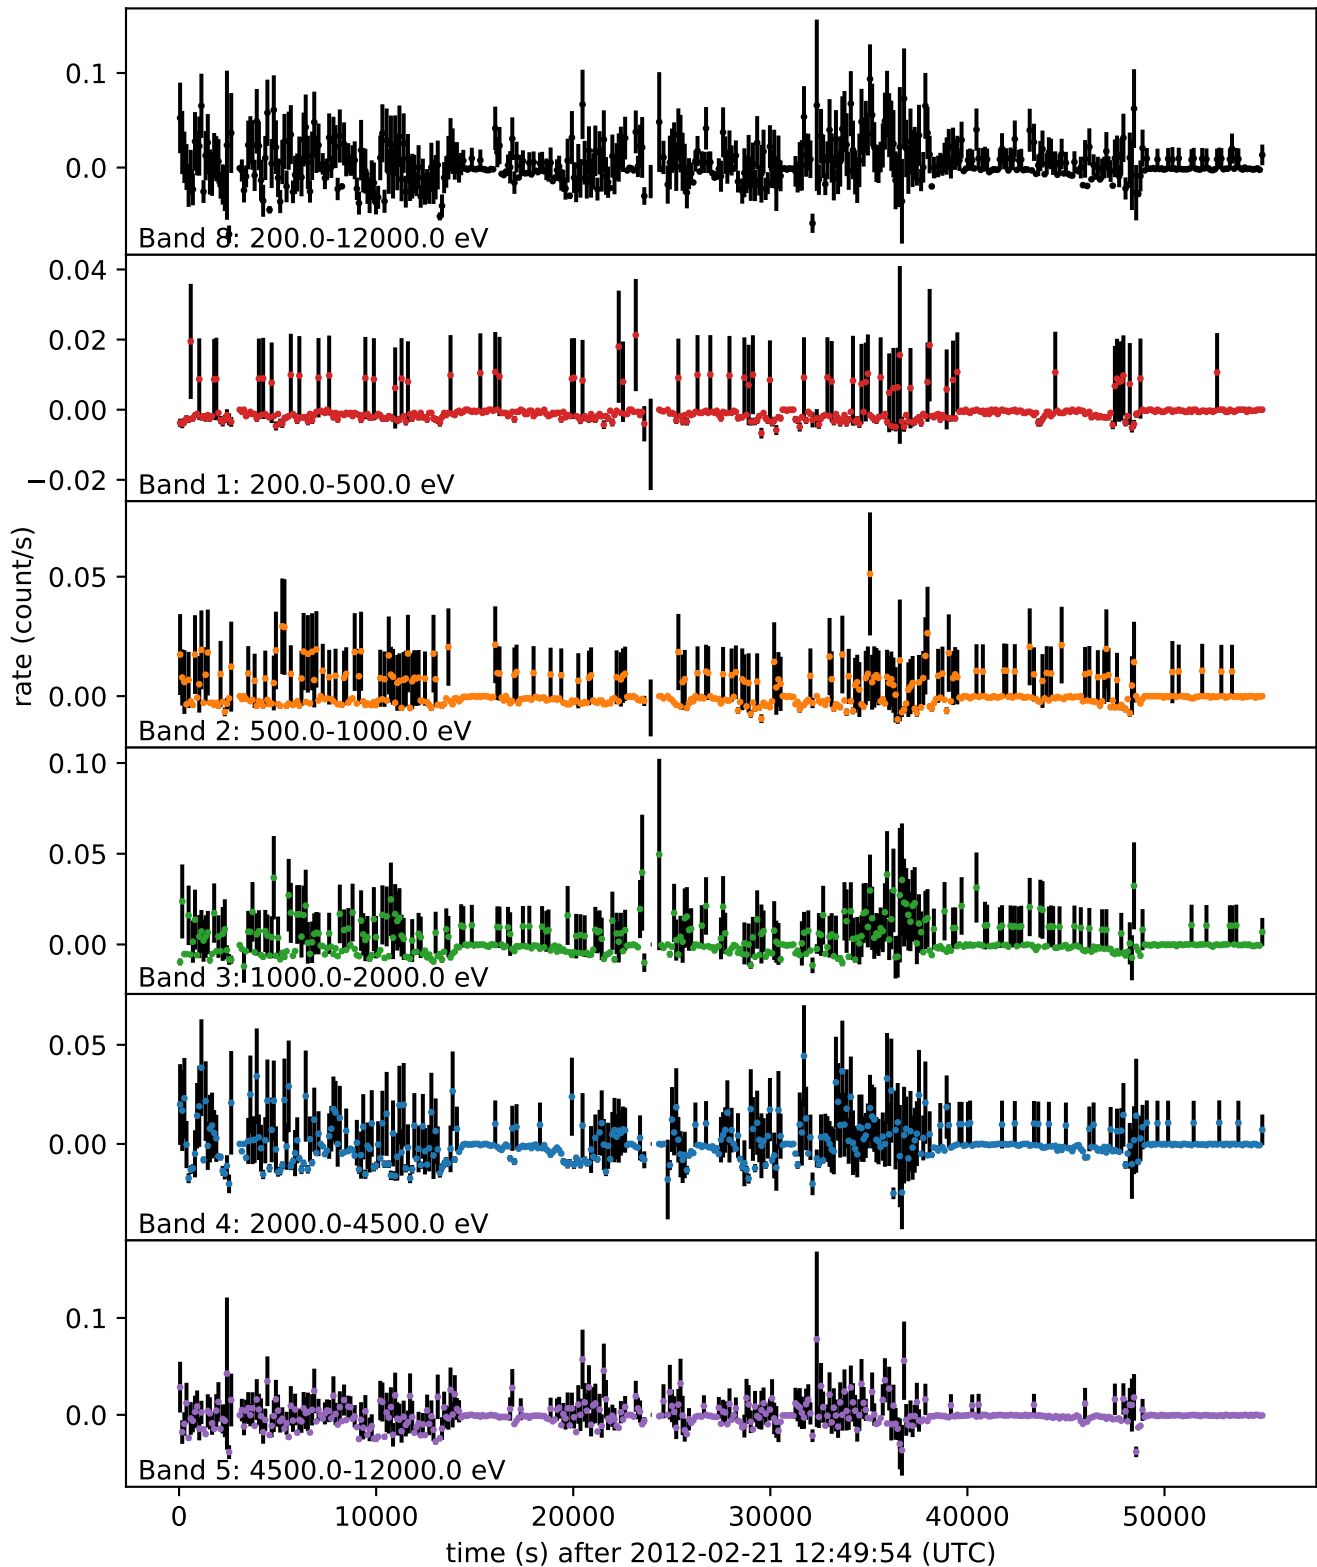 0.1
0.0
Band 8: 200.0-12000.0 eV
0.04
0.02
0.00
−0.02
Band 1: 200.0-500.0 eV
rate (count/s)
0.05
0.00
Band 2: 500.0-1000.0 eV
0.10
0.05
0.00
Band 3: 1000.0-2000.0 eV
0.05
0.00
Band 4: 2000.0-4500.0 eV
0.1
0.0
Band 5: 4500.0-12000.0 eV
0 10000 20000 30000 40000 50000
time (s) after 2012-02-21 12:49:54 (UTC)